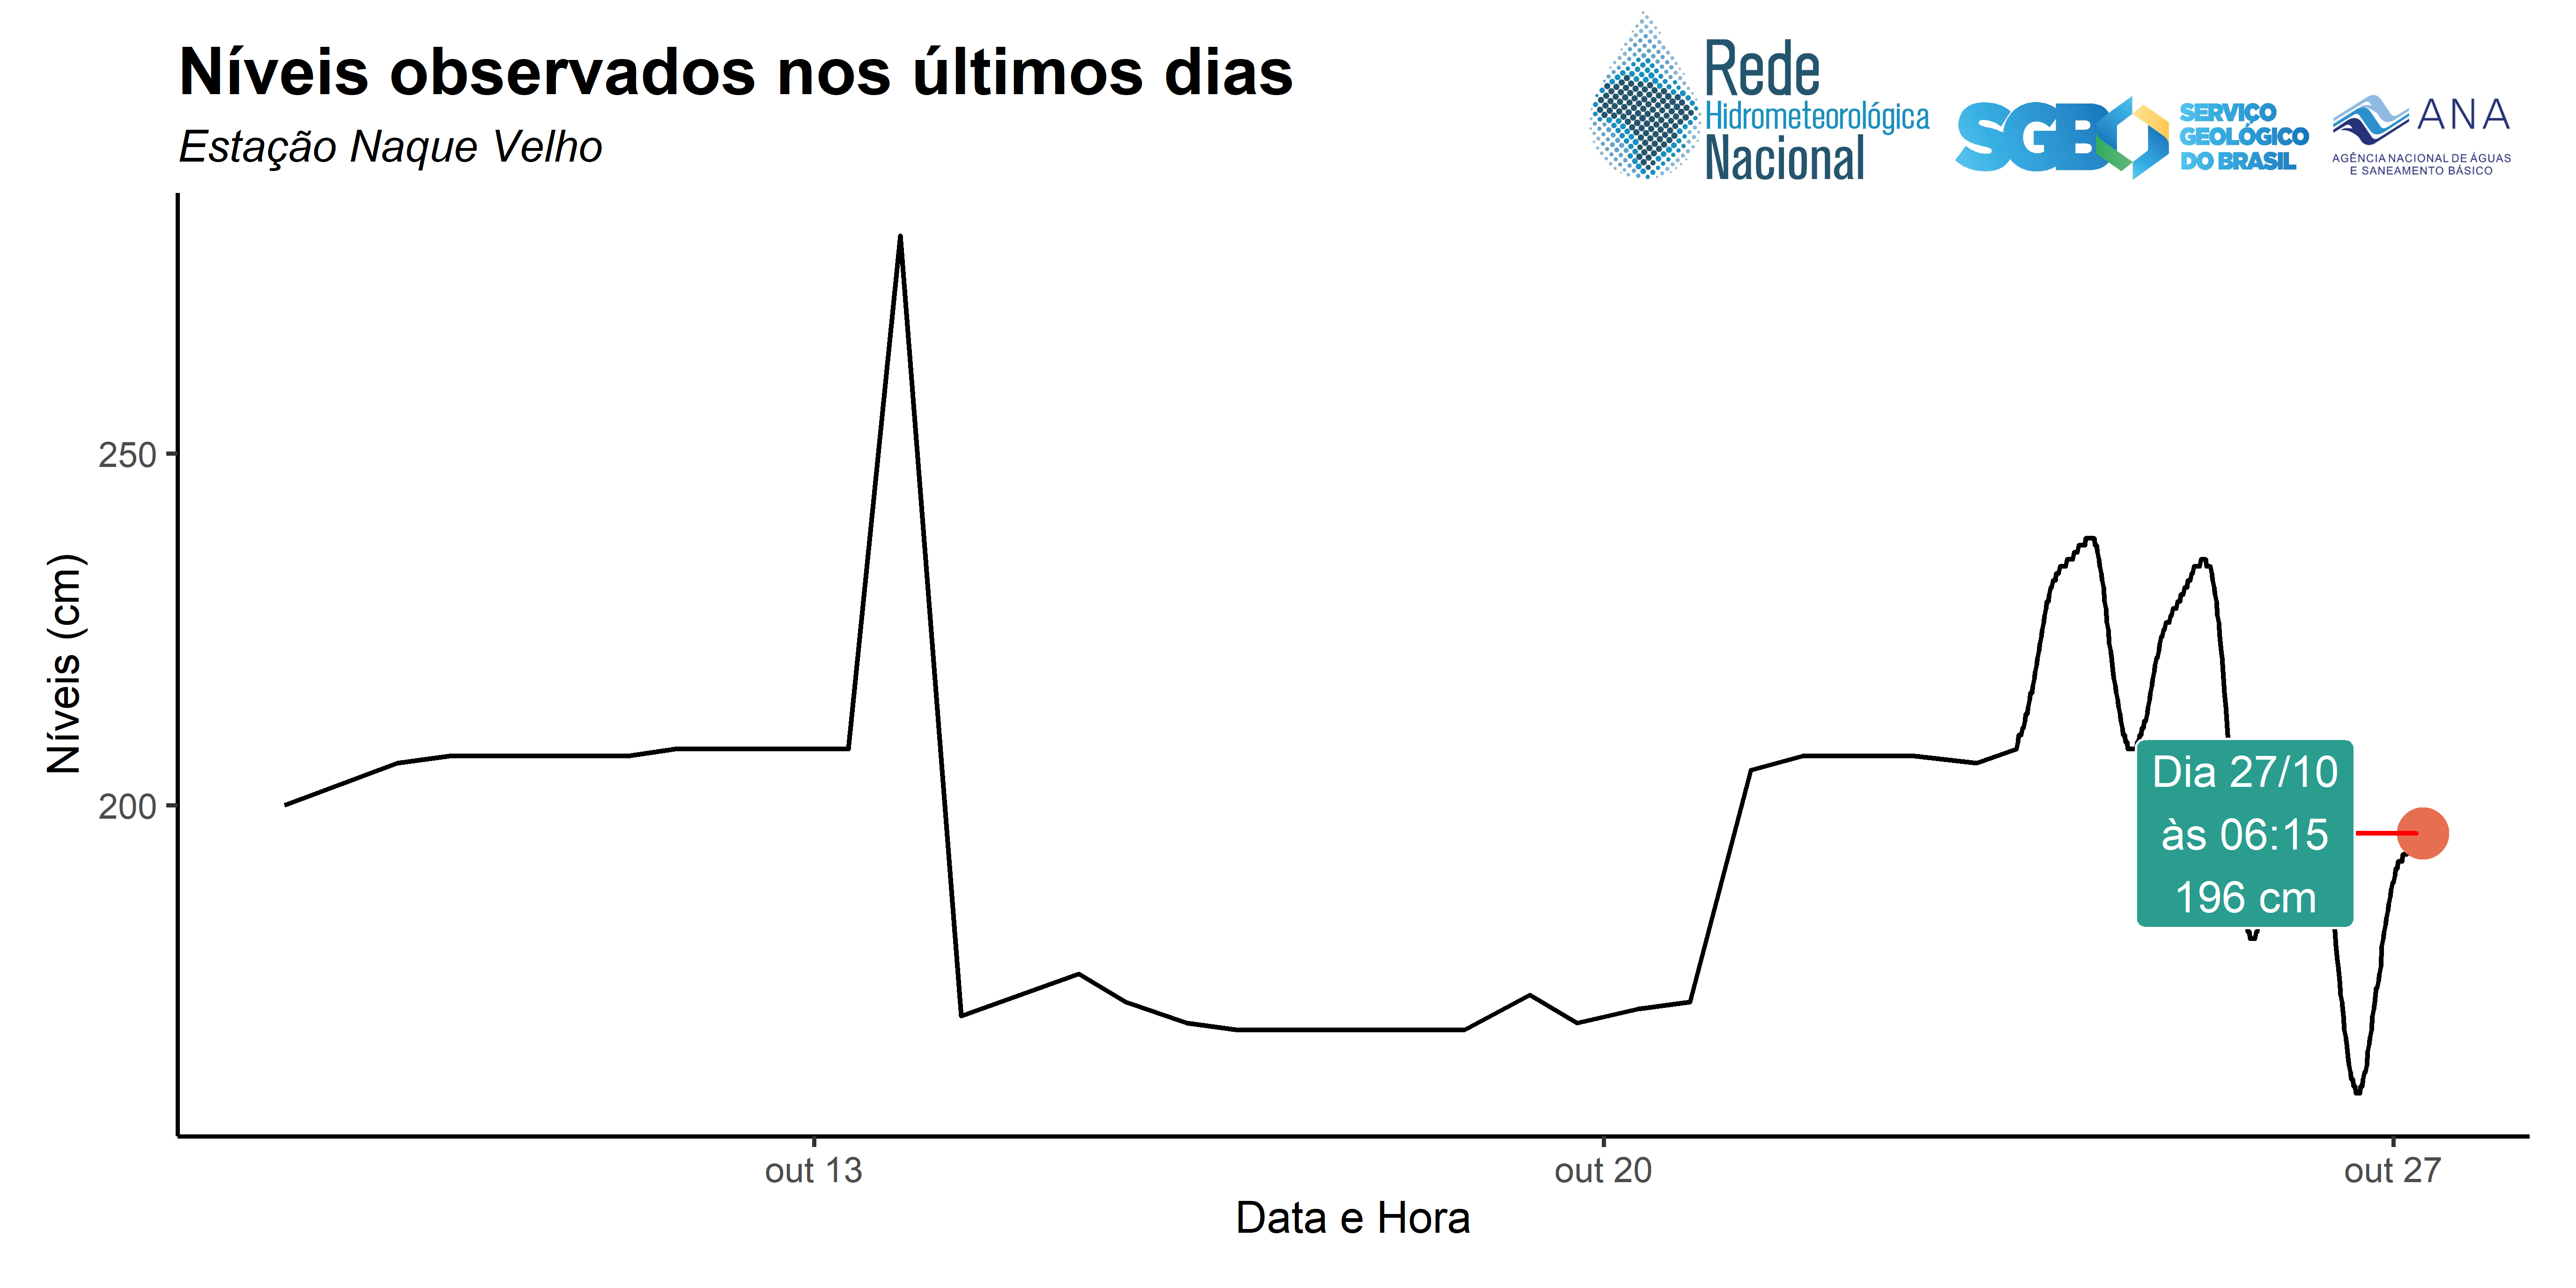 Níveis observados nos últimos dias
Estação Naque Velho
Rede
Hidrometeorológica
Nacional
SGB
SERVIÇO
GEOLÓGICO
DO BRASIL
ANA
AGÊNCIA NACIONAL DE ÁGUAS
E SANEAMENTO BÁSICO
Níveis (cm)
250
200
Dia 27/10
às 06:15
196 cm
out 13
out 20
out 27
Data e Hora